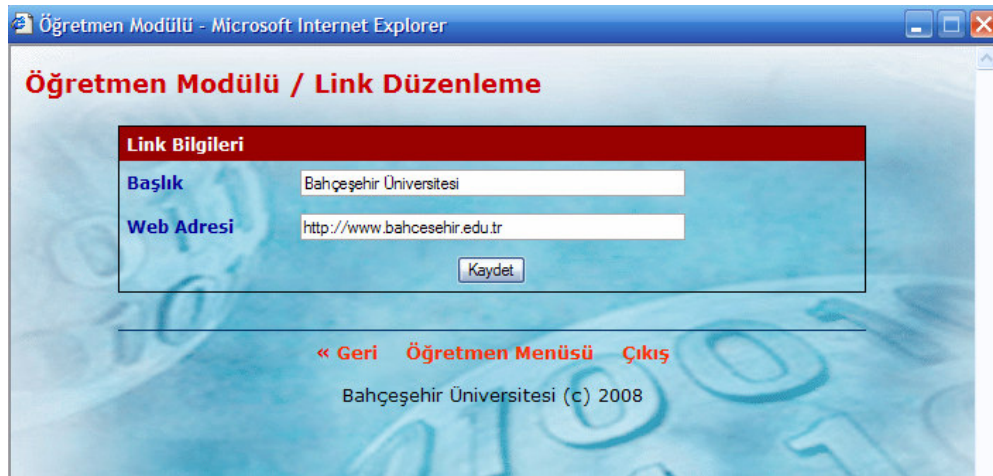 Öğretmen Modülü - Microsoft Internet Explorer
Öğretmen Modülü / Link Düzenleme
Link Bilgileri
Başlık Bahçeşehir Üniversitesi
Web Adresi http://www.bahcesehir.edu.tr
Kaydet
« Geri Öğretmen Menüsü Çıkış
Bahçeşehir Üniversitesi (c) 2008